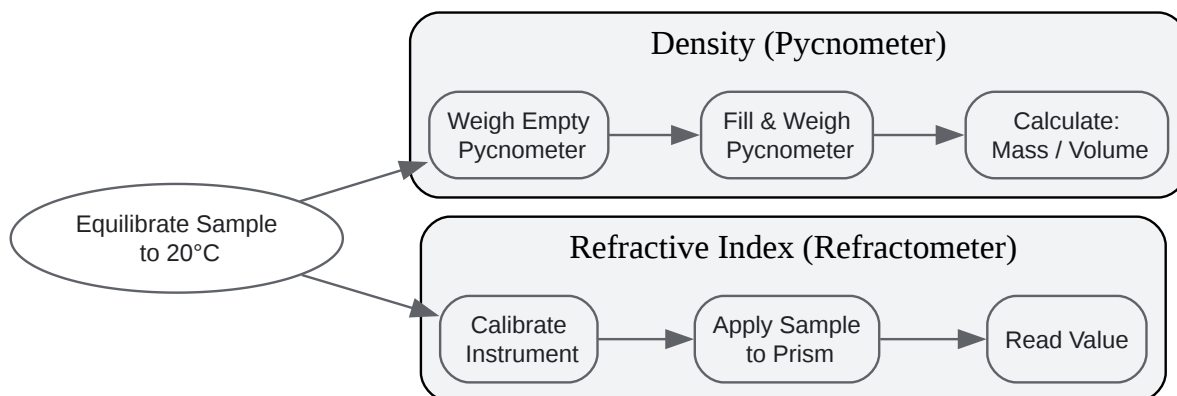 Density (Pycnometer)
Weigh Empty
Pycnometer
Fill & Weigh
Pycnometer
Calculate:
Mass / Volume
Equilibrate Sample
to 20°C
Refractive Index (Refractometer)
Calibrate
Instrument
Apply Sample
to Prism
Read Value